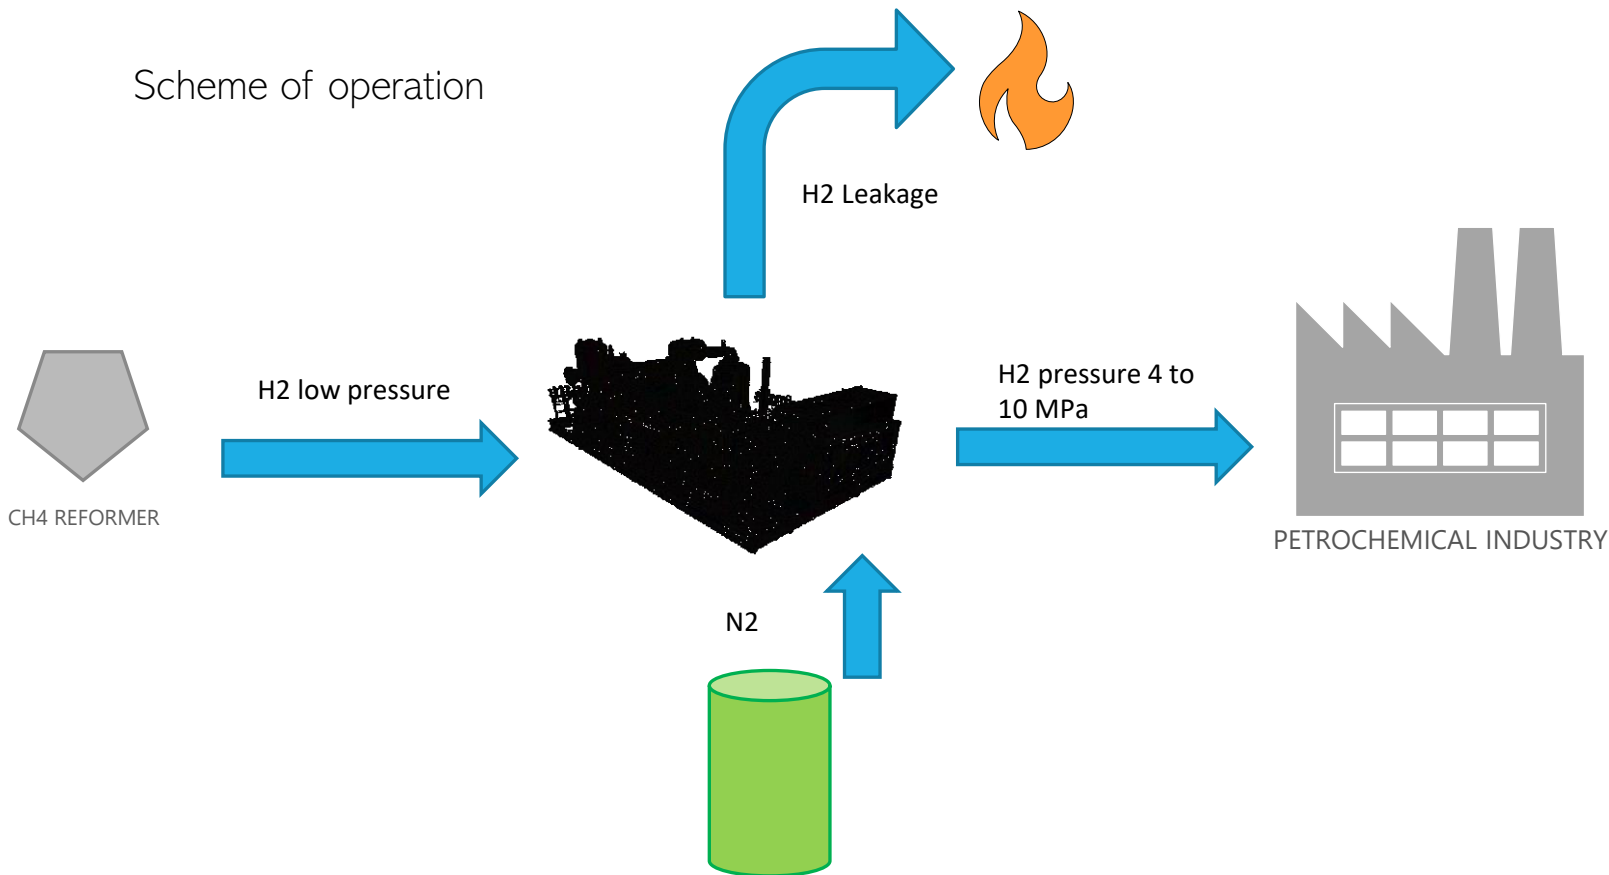 Scheme of operation
H2 Leakage
H2 low pressure
H2 pressure 4 to
10 MPa
CH4 REFORMER
PETROCHEMICAL INDUSTRY
N2